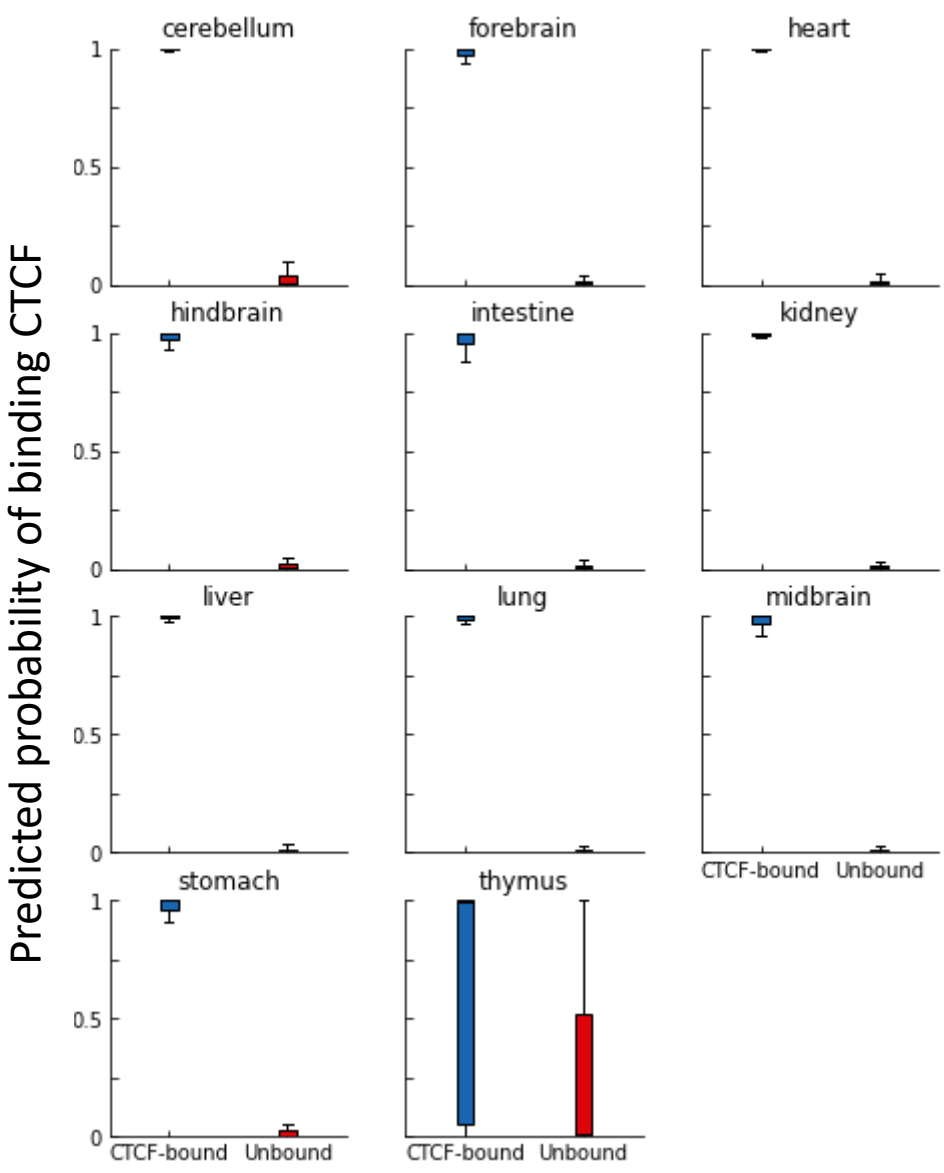 Predicted probability of binding CTCF
cerebellum forebrain heart
1
0.5
0
hindbrain intestine kidney
1
0.5
0
liver lung midbrain
1
0.5
0
CTCF-bound Unbound
stomach thymus
1
0.5
0
CTCF-bound Unbound CTCF-bound Unbound